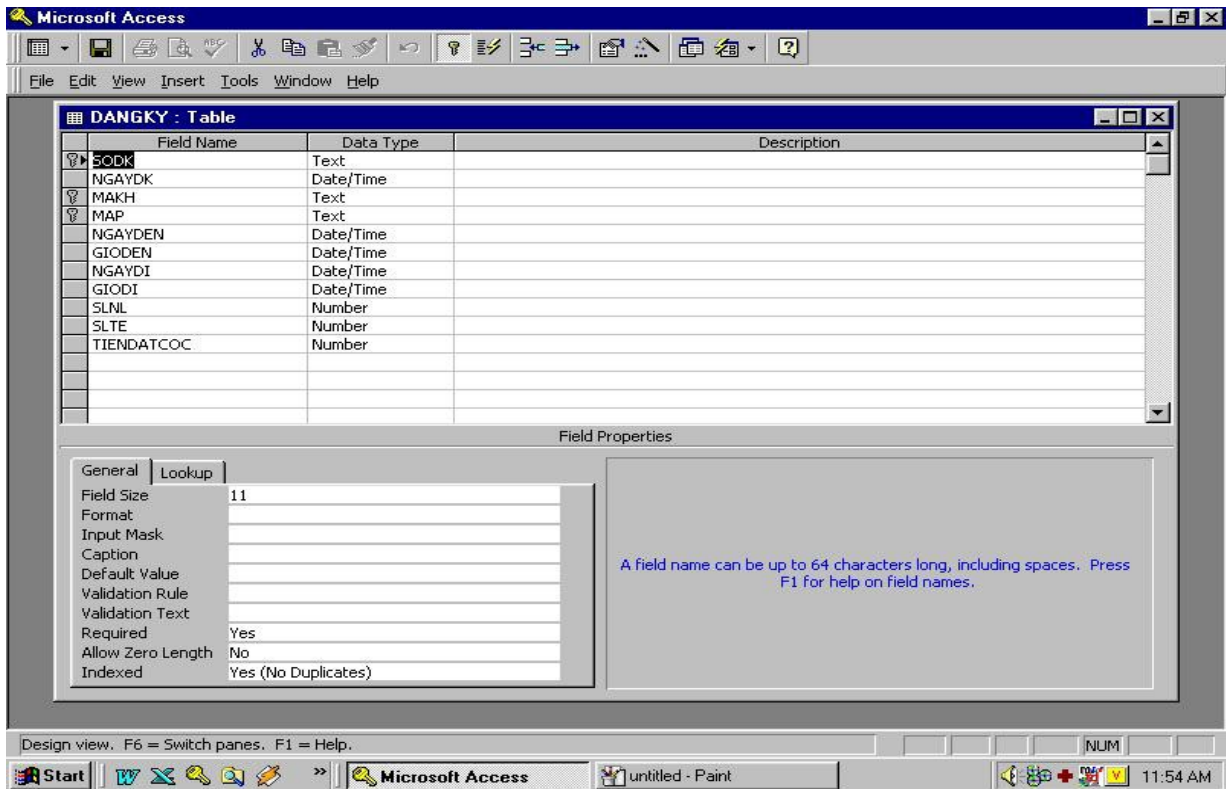 Microsoft Access
File Edit View Insert Tools Window Help
DANGKY : Table
Field Name Data Type Description
SODK Text
NGAYDK Date/Time
MAKH Text
MAP Text
NGAYDEN Date/Time
GIODEN Date/Time
NGAYDI Date/Time
GIODI Date/Time
SLNL Number
SLTE Number
TIENDATCOC Number
Field Properties
General Lookup
Field Size 11
Format
Input Mask
Caption
Default Value
Validation Rule
Validation Text
Required Yes
Allow Zero Length No
Indexed Yes (No Duplicates)
A field name can be up to 64 characters long, including spaces. Press
F1 for help on field names.
Design view. F6 = Switch panes. F1 = Help. NUM
Start » Microsoft Access untitled - Paint 11:54 AM